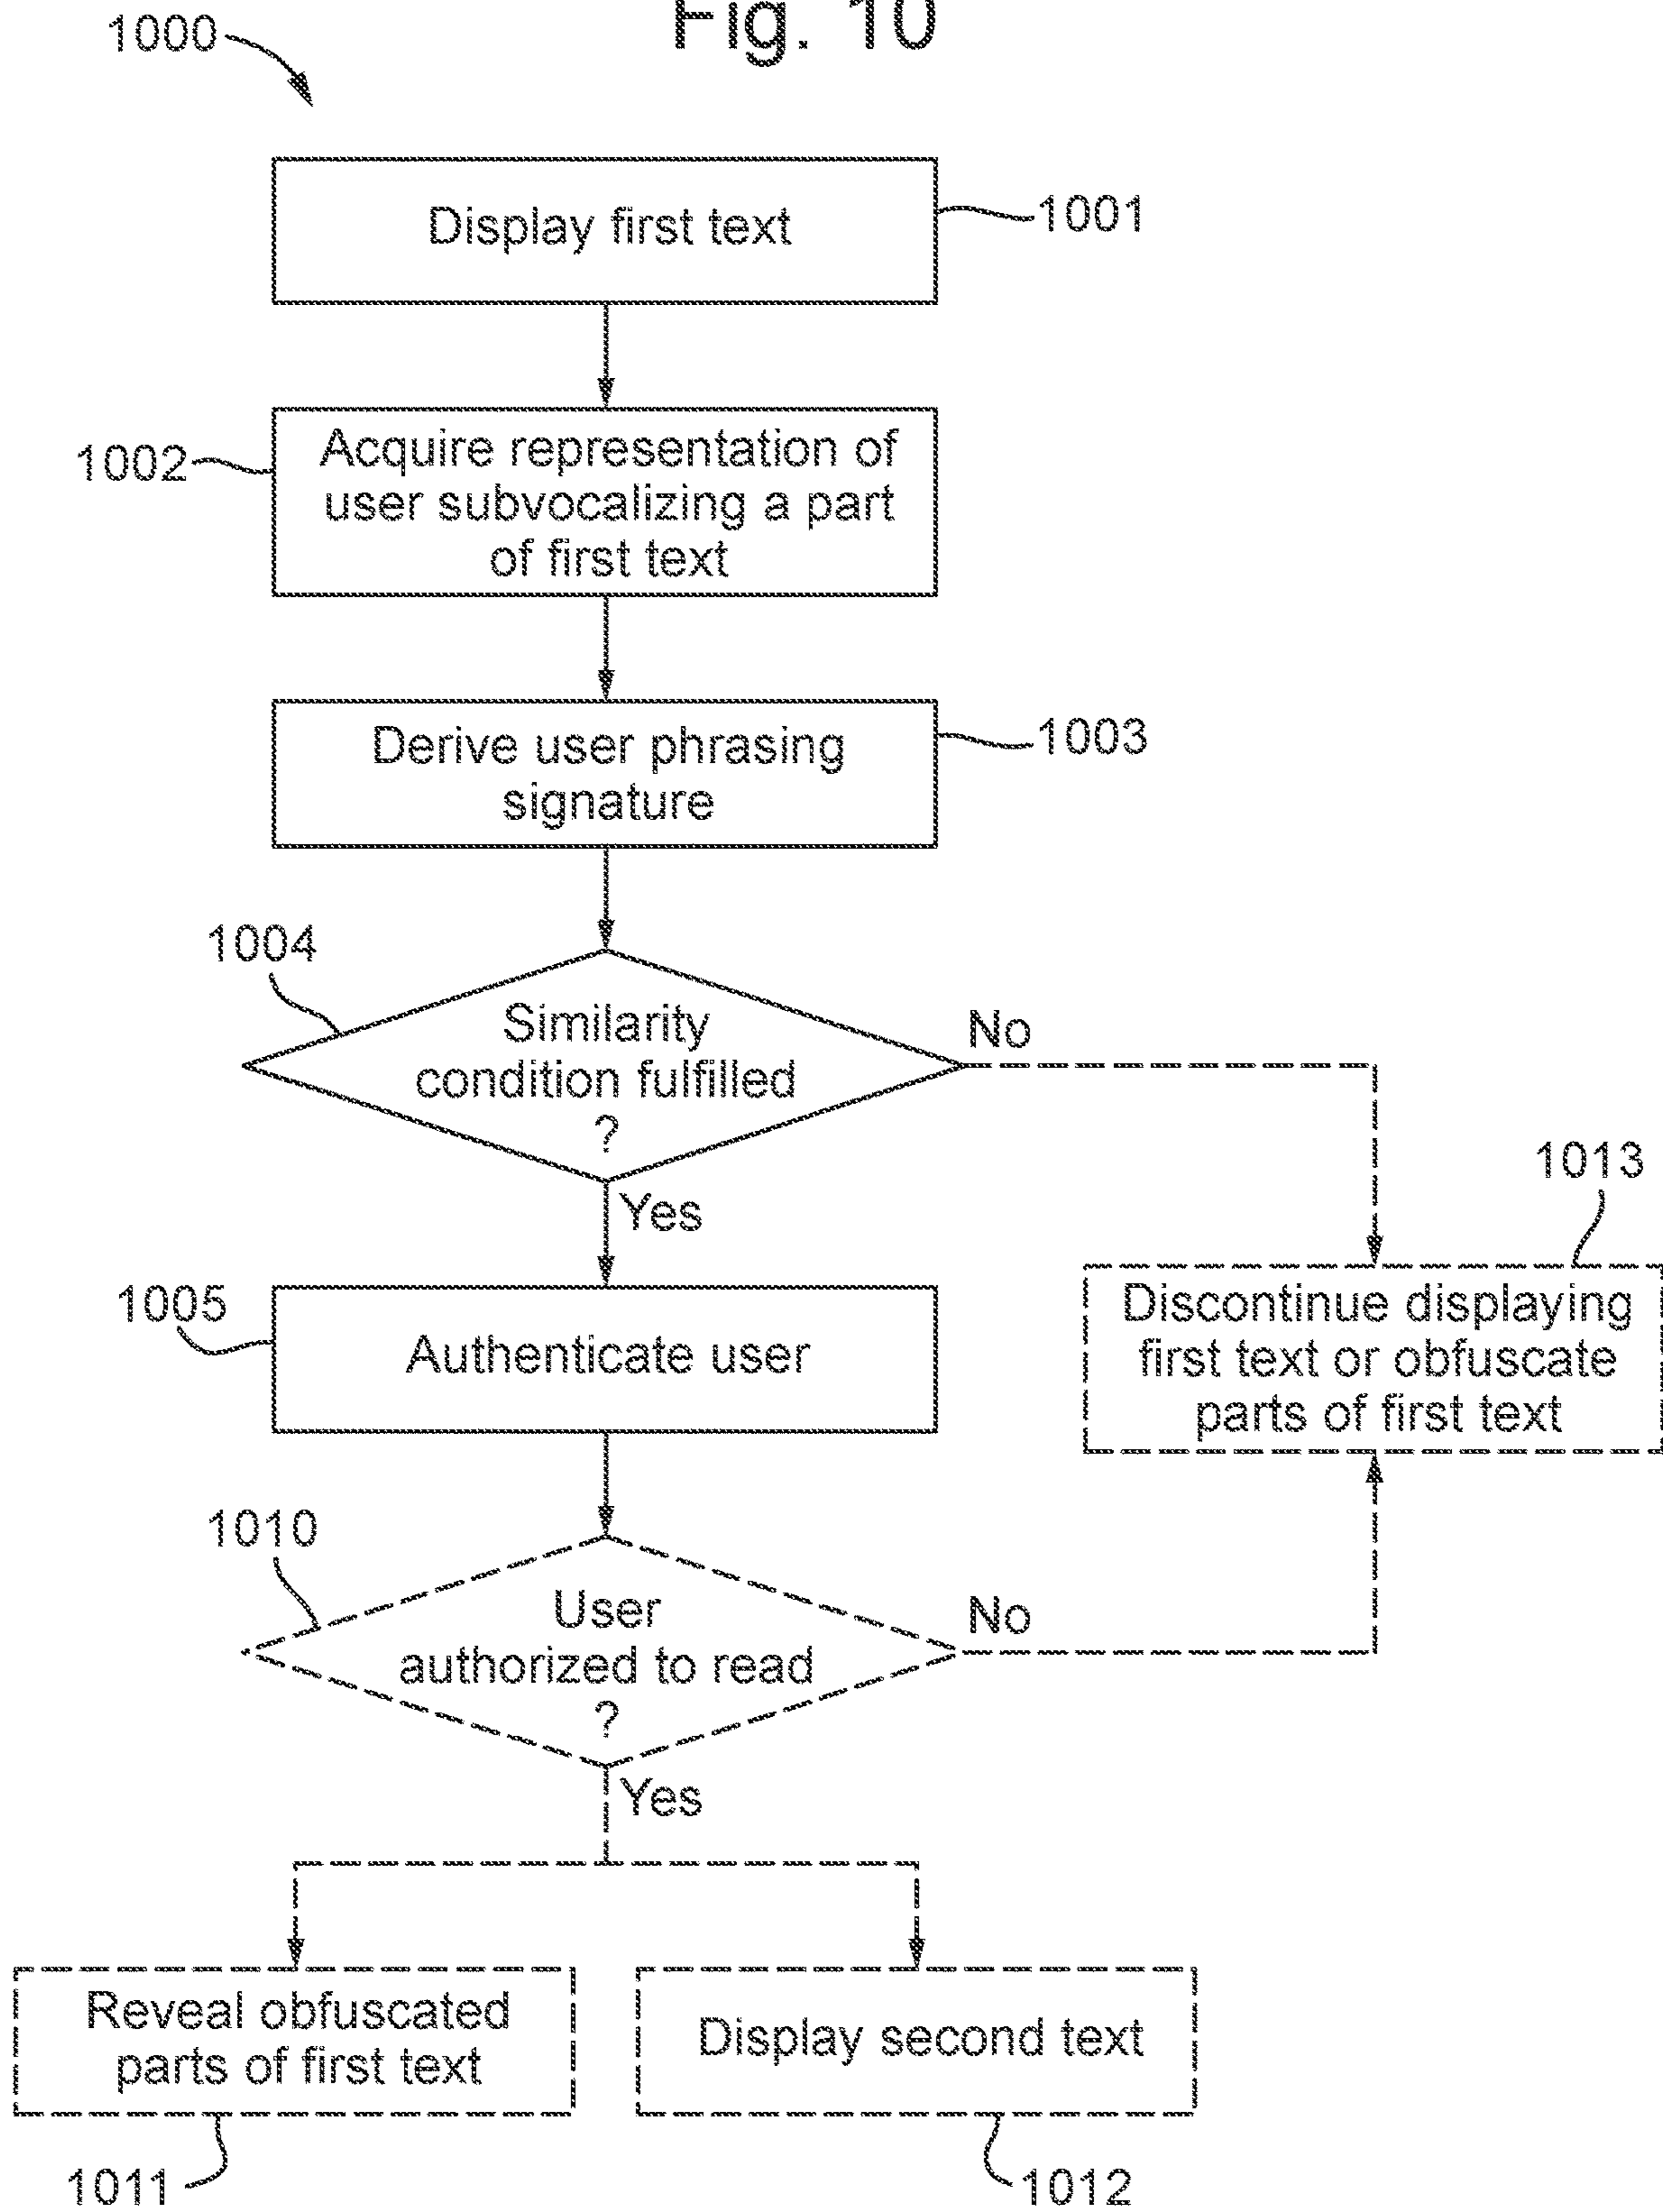 Fig. 10
1000
Display first text
1001
1002
Acquire representation of
user subvocalizing a part
of first text
Derive user phrasing
signature
1003
1004
Similarity
condition fulfilled
?
No
Yes
1013
1005
Authenticate user
Discontinue displaying
first text or obfuscate
parts of first text
1010
User
authorized to read
?
No
Yes
Reveal obfuscated
parts of first text
Display second text
1011
1012